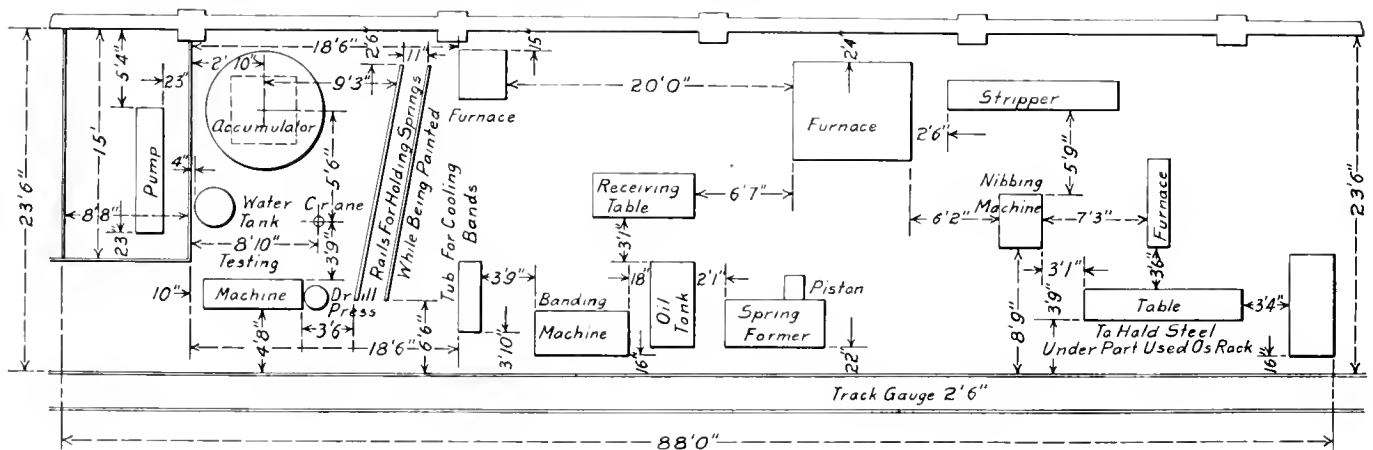 23'6"
5'4"
23"
15'
Pump
8'8"
23"
4"
2'10"
18'6"
9'3"
Accumulator
5'6"
Water
Tank
Crane
8'10"
3'9"
Testing
Machine
10"
Drill
Press
3'6"
4'8"
18'6"
6'6"
2'6"
11"
Rails For Holding Springs
While Being Painted
15"
Furnace
20'0"
Tub For Cooling
Bands
3'9"
3'10"
Banding
Machine
16"
18"
Receiving
Table
3'1"
6'7"
Oil
Tank
2'1"
Piston
Spring
Former
22"
2'4"
Furnace
2'6"
Stripper
5'9"
Nibbing
Machine
6'2"
7'3"
Furnace
8'9"
3'1"
3'9"
36"
Table
3'4"
To Hald Steel
Under Part Used Os Rack
16"
23'6"
Track Gauge 2'6"
88'0"